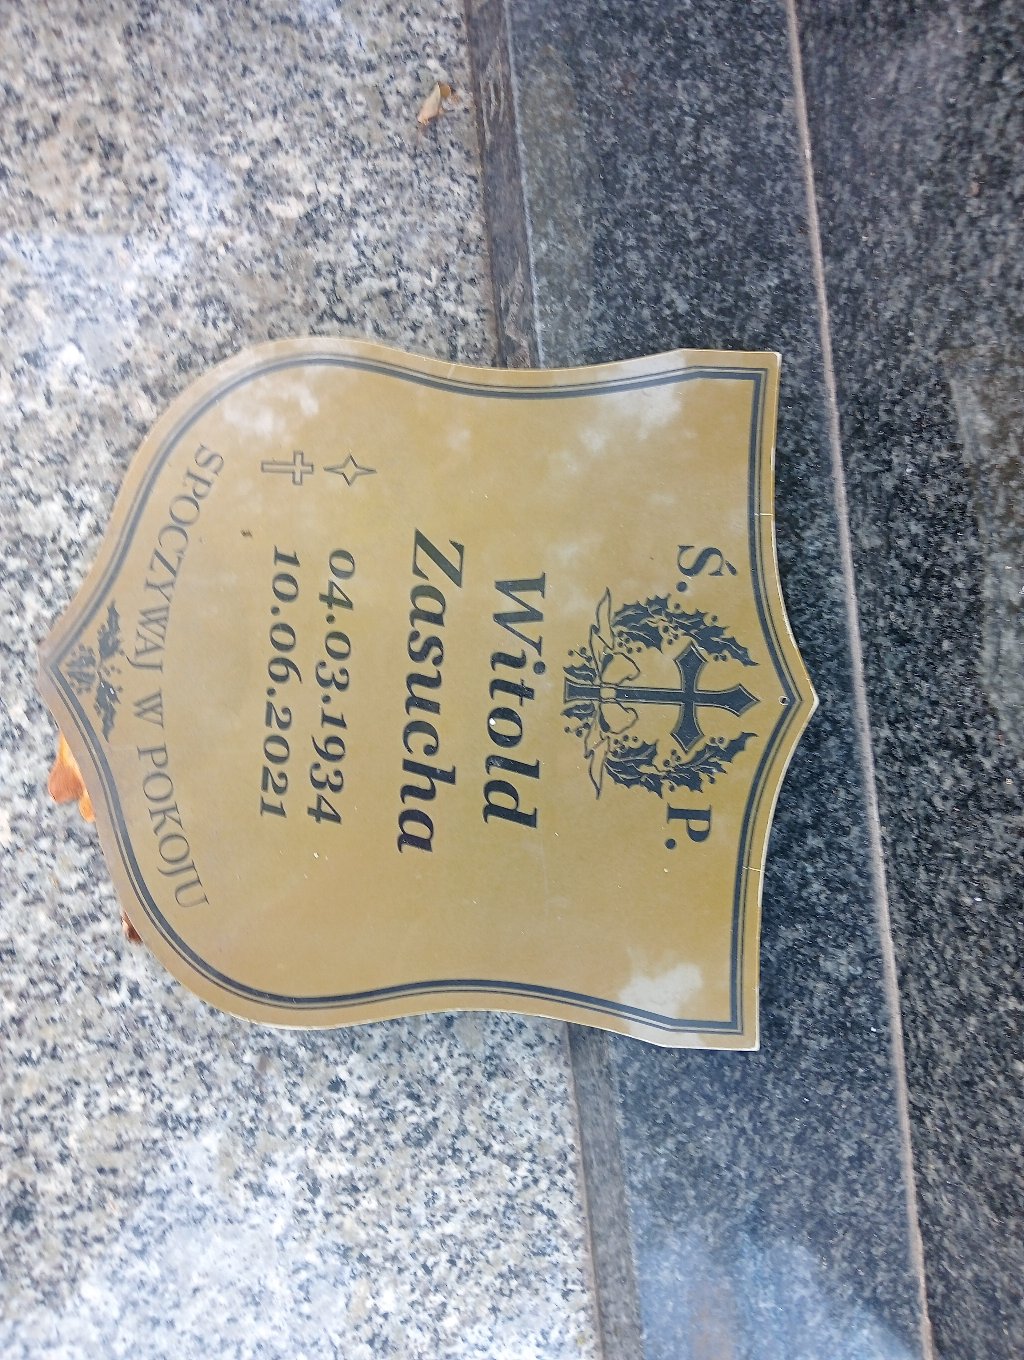 Ś. P.
Witold
Zasucha
04.03.1934
10.06.2021
SPOCZYWAJ W POKOJU